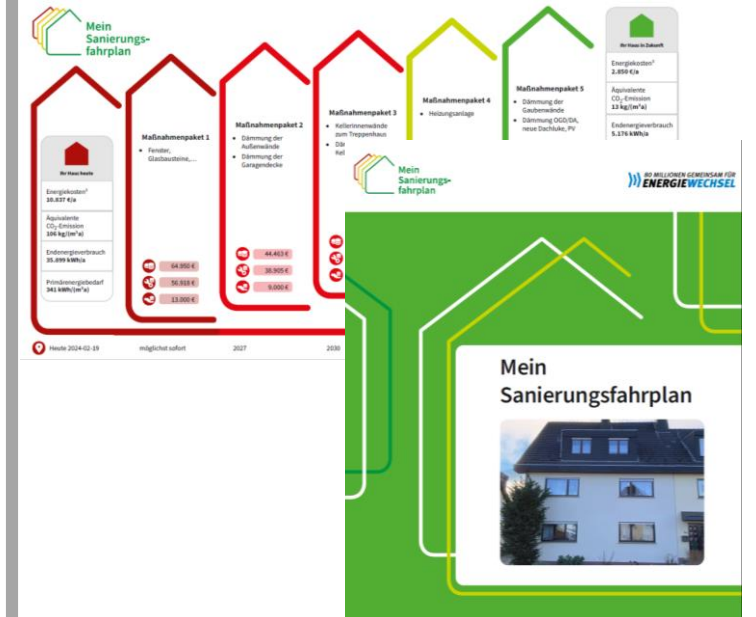 Mein
Sanierungs-
fahrplan
Ihr Haus heute
Energiekosten²
10.837 €/a
Äquivalente
CO₂-Emission
106 kg/(m²a)
Endenergieverbrauch
35.899 kWh/a
Primärenergiebedarf
341 kWh/(m²a)
Maßnahmenpaket 1
• Fenster,
Glasbausteine,....
64.950 €
13.000 €
Maßnahmenpaket 2
• Dämmung der
Außenwände
• Dämmung der
Garagendecke
44.463 €
38.905 €
9.000 €
Maßnahmenpaket 3
• Kellerinnenwände
zum Treppenhaus
Maßnahmenpaket 4
• Heizungsanlage
Maßnahmenpaket 5
• Dämmung der
Gaubenwände
• Dämmung OGD/DA,
neue Dachluke, PV
Ihr Haus in Zukunft
Energiekosten²
2.850 €/a
Äquivalente
CO₂-Emission
13 kg/(m²a)
Endenergieverbrauch
5.176 kWh/a
Heute 2024-02-19
möglichst sofort
2027
2030
Mein
Sanierungs-
fahrplan
80 MILLIONEN GEMEINSAM FÜR
ENERGIEWECHSEL
Mein
Sanierungsfahrplan